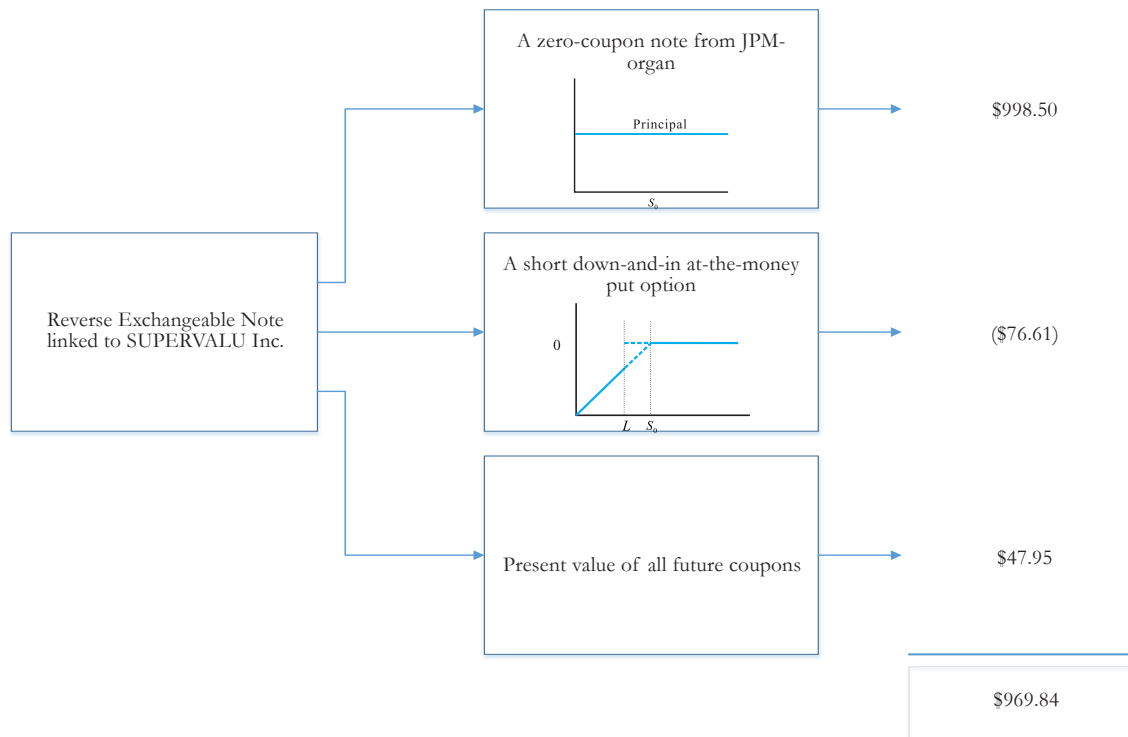 A zero-coupon note from JPM-
organ
Principal
S₀
$998.50
Reverse Exchangeable Note
linked to SUPERVALU Inc.
A short down-and-in at-the-money
put option
0
L S₀
($76.61)
Present value of all future coupons
$47.95
$969.84